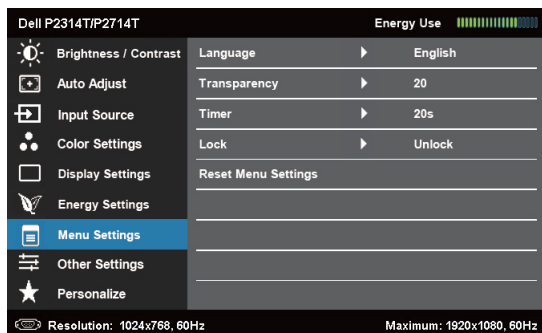 Dell P2314T/P2714T Energy Use
Brightness / Contrast Language English
Auto Adjust Transparency 20
Input Source Timer 20s
Color Settings Lock Unlock
Display Settings Reset Menu Settings
Energy Settings
Menu Settings
Other Settings
Personalize
Resolution: 1024x768, 60Hz Maximum: 1920x1080, 60Hz